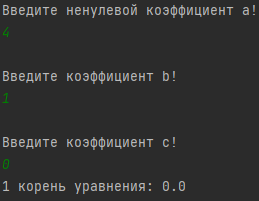 Введите ненулевой коэффициент a!
4
Введите коэффициент b!
1
Введите коэффициент c!
0
1 корень уравнения: 0.0